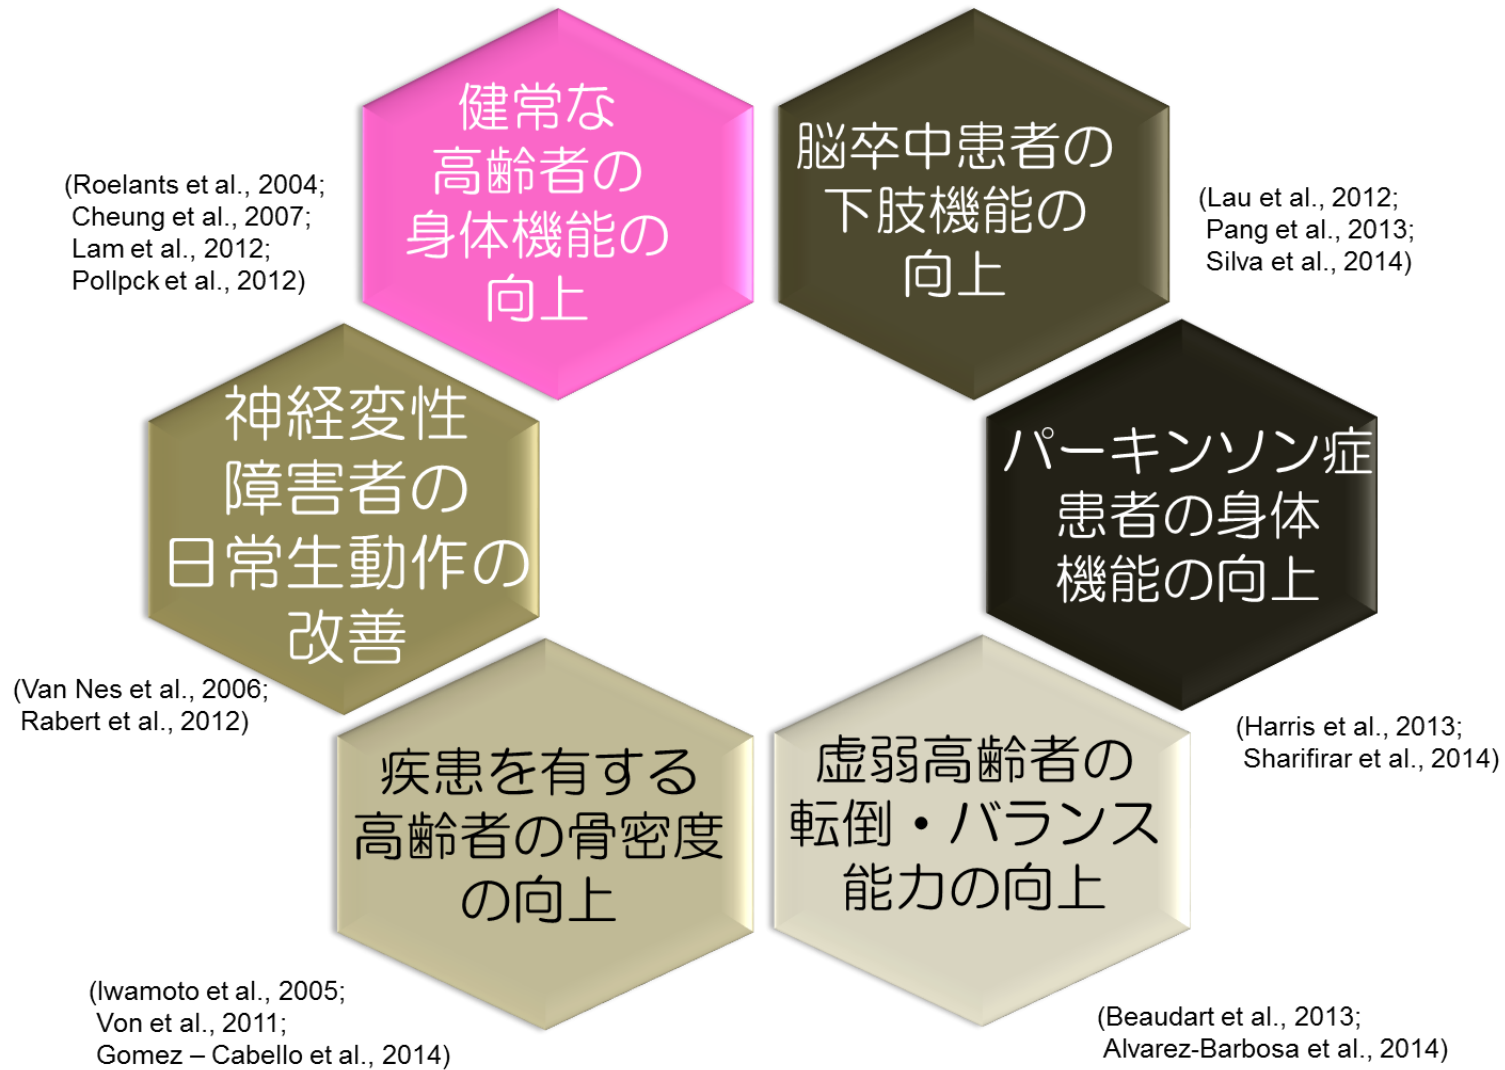 健常な
高齢者の
身体機能の
向上
(Roelants et al., 2004;
Cheung et al., 2007;
Lam et al., 2012;
Pollpck et al., 2012)
脳卒中患者の
下肢機能の
向上
(Lau et al., 2012;
Pang et al., 2013;
Silva et al., 2014)
神経変性
障害者の
日常生動作の
改善
(Van Nes et al., 2006;
Rabert et al., 2012)
パーキンソン症
患者の身体
機能の向上
(Harris et al., 2013;
Sharifirar et al., 2014)
疾患を有する
高齢者の骨密度
の向上
(Iwamoto et al., 2005;
Von et al., 2011;
Gomez – Cabello et al., 2014)
虚弱高齢者の
転倒・バランス
能力の向上
(Beaudart et al., 2013;
Alvarez-Barbosa et al., 2014)